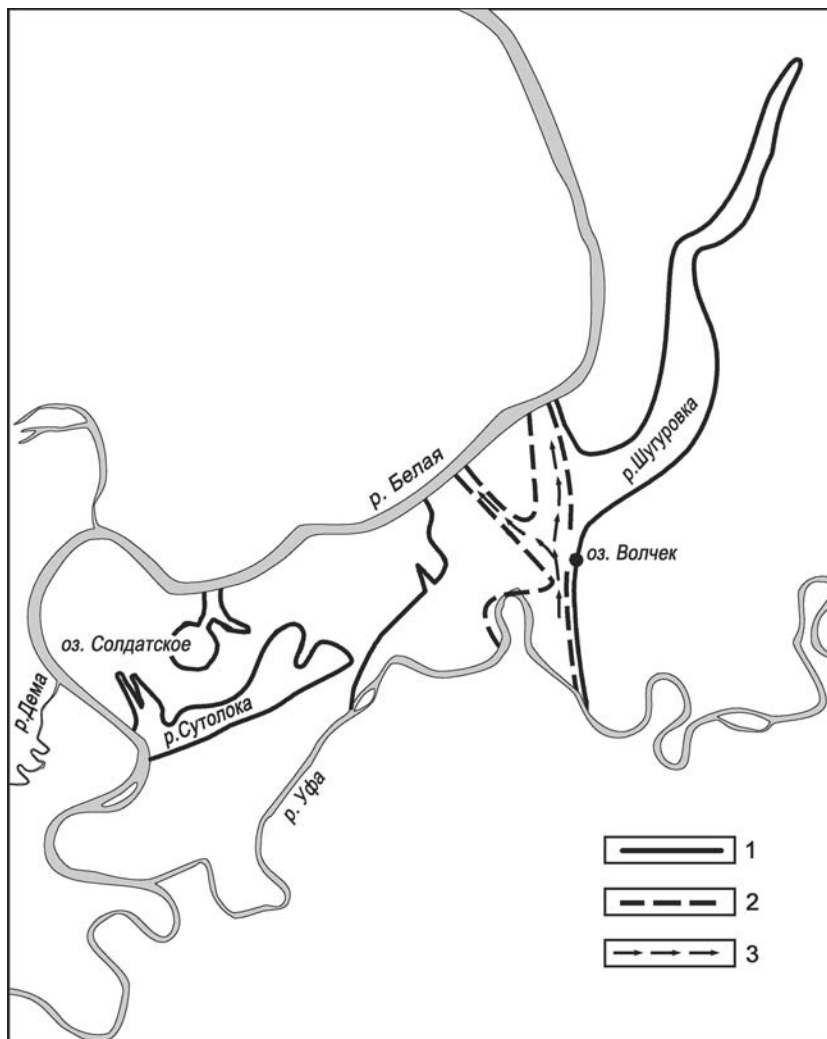 р.Шугуровка
р. Белая
оз. Волчек
оз. Солдатское
р.Дема
р.Сутолока
р. Уфа
1
2
3